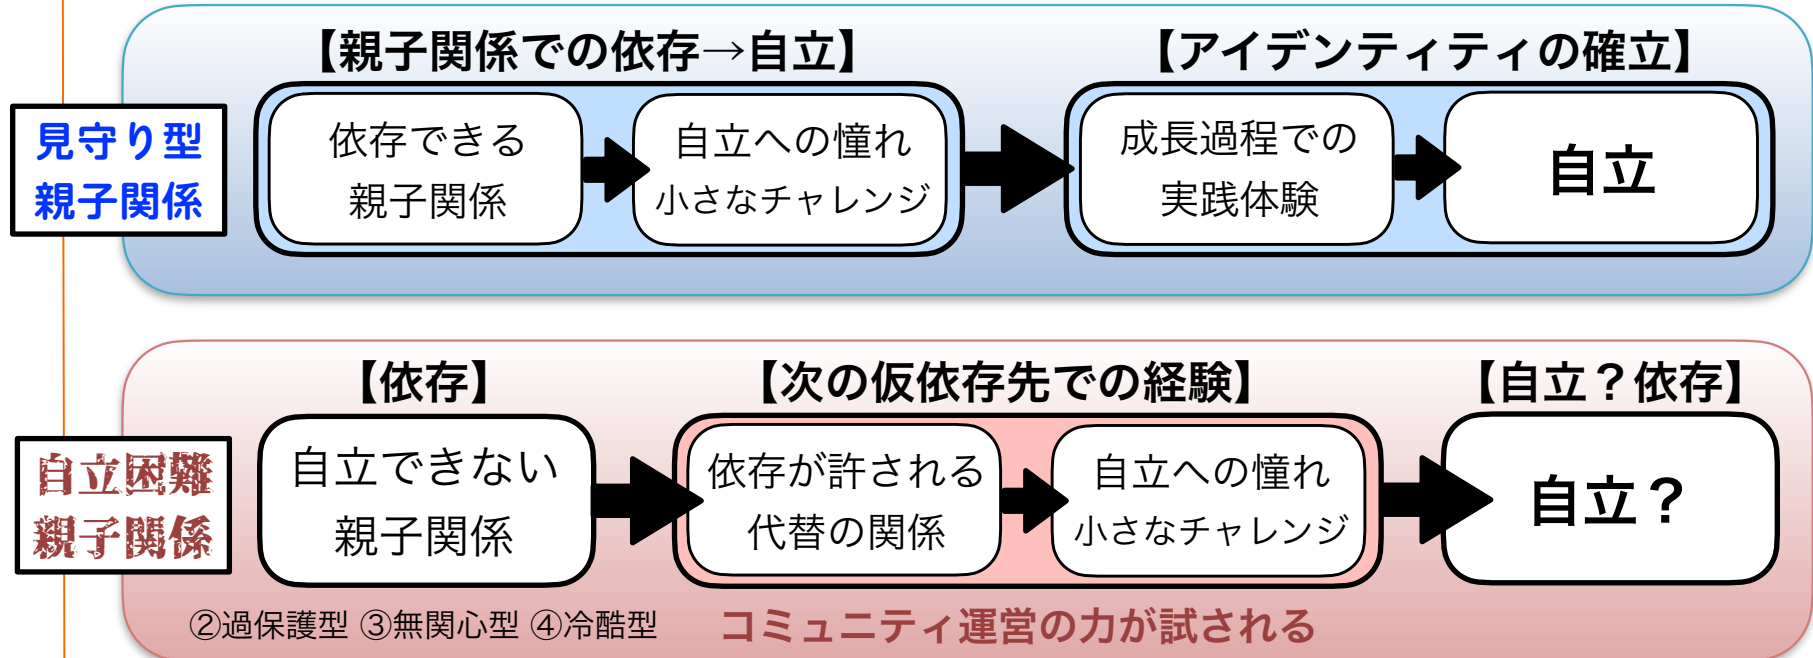 【親子関係での依存→自立】
【アイデンティティの確立】
見守り型
親子関係
依存できる
親子関係
自立への憧れ
小さなチャレンジ
成長過程での
実践体験
自立
【依存】
【次の仮依存先での経験】
【自立？依存】
自立困難
親子関係
自立できない
親子関係
依存が許される
代替の関係
自立への憧れ
小さなチャレンジ
自立？
②過保護型 ③無関心型 ④冷酷型
コミュニティ運営の力が試される